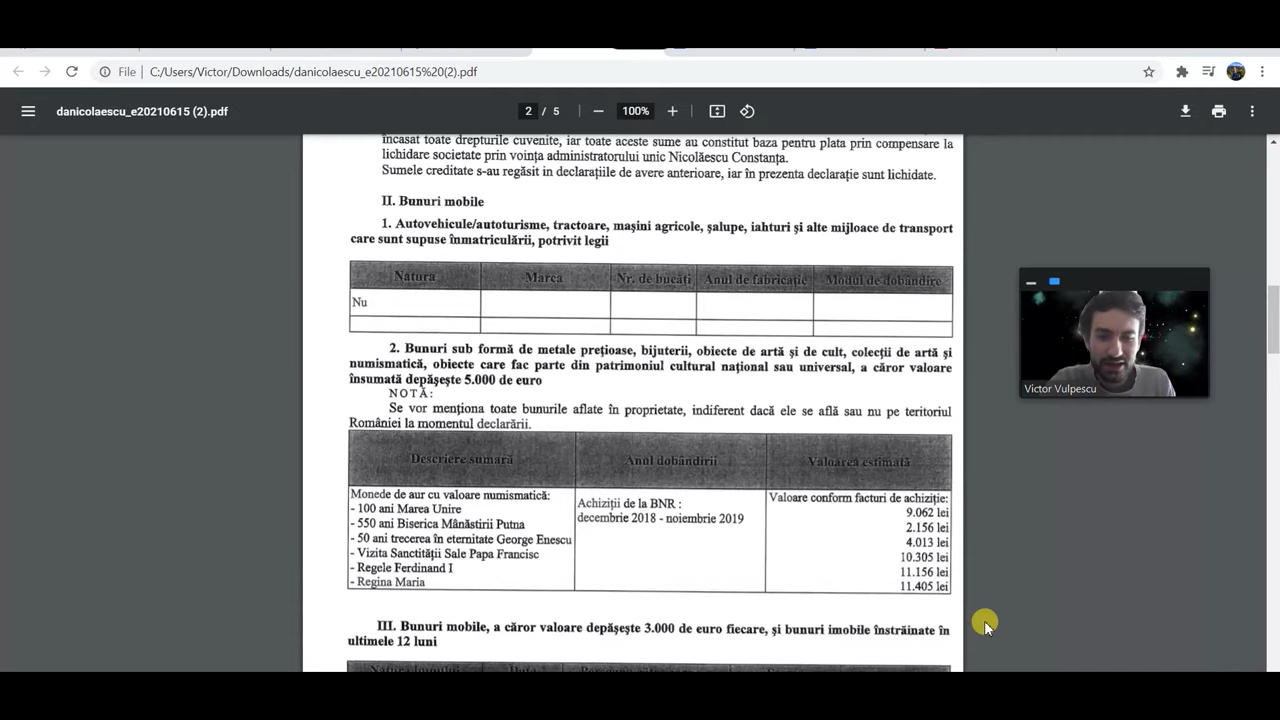 File
C:/Users/Victor/Downloads/danicolaescu_e20210615%20(2).pdf
danicolaescu_e20210615 (2).pdf
2 / 5
100%
încasat toate drepturile cuvenite, iar toate aceste sume au constitut baza pentru plata prin compensare la
lichidare societate prin voința administratorului unic Nicolăescu Constanța.
Sumele creditate s-au regăsit in declarațiile de avere anterioare, iar în prezenta declarație sunt lichidate.
II. Bunuri mobile
1. Autovehicule/autoturisme, tractoare, mașini agricole, șalupe, iahturi și alte mijloace de transport
care sunt supuse înmatriculării, potrivit legii
Natura Marca Nr. de bucăți Anul de fabricație Modul de dobândire
Nu
2. Bunuri sub formă de metale prețioase, bijuterii, obiecte de artă și de cult, colecții de artă și
numismatică, obiecte care fac parte din patrimoniul cultural național sau universal, a căror valoare
însumată depășește 5.000 de euro
NOTĂ:
Se vor menționa toate bunurile aflate în proprietate, indiferent dacă ele se află sau nu pe teritoriul
României la momentul declarării.
Descriere sumară Anul dobândirii Valoarea estimată
Monede de aur cu valoare numismatică:
- 100 ani Marea Unire
- 550 ani Biserica Mânăstirii Putna
- 50 ani trecerea în eternitate George Enescu
- Vizita Sanctității Sale Papa Francisc
- Regele Ferdinand I
- Regina Maria
Achiziții de la BNR :
decembrie 2018 - noiembrie 2019
Valoare conform facturi de achiziție:
9.062 lei
2.156 lei
4.013 lei
10.305 lei
11.156 lei
11.405 lei
III. Bunuri mobile, a căror valoare depășește 3.000 de euro fiecare, și bunuri imobile înstrăinate în
ultimele 12 luni
Victor Vulpescu